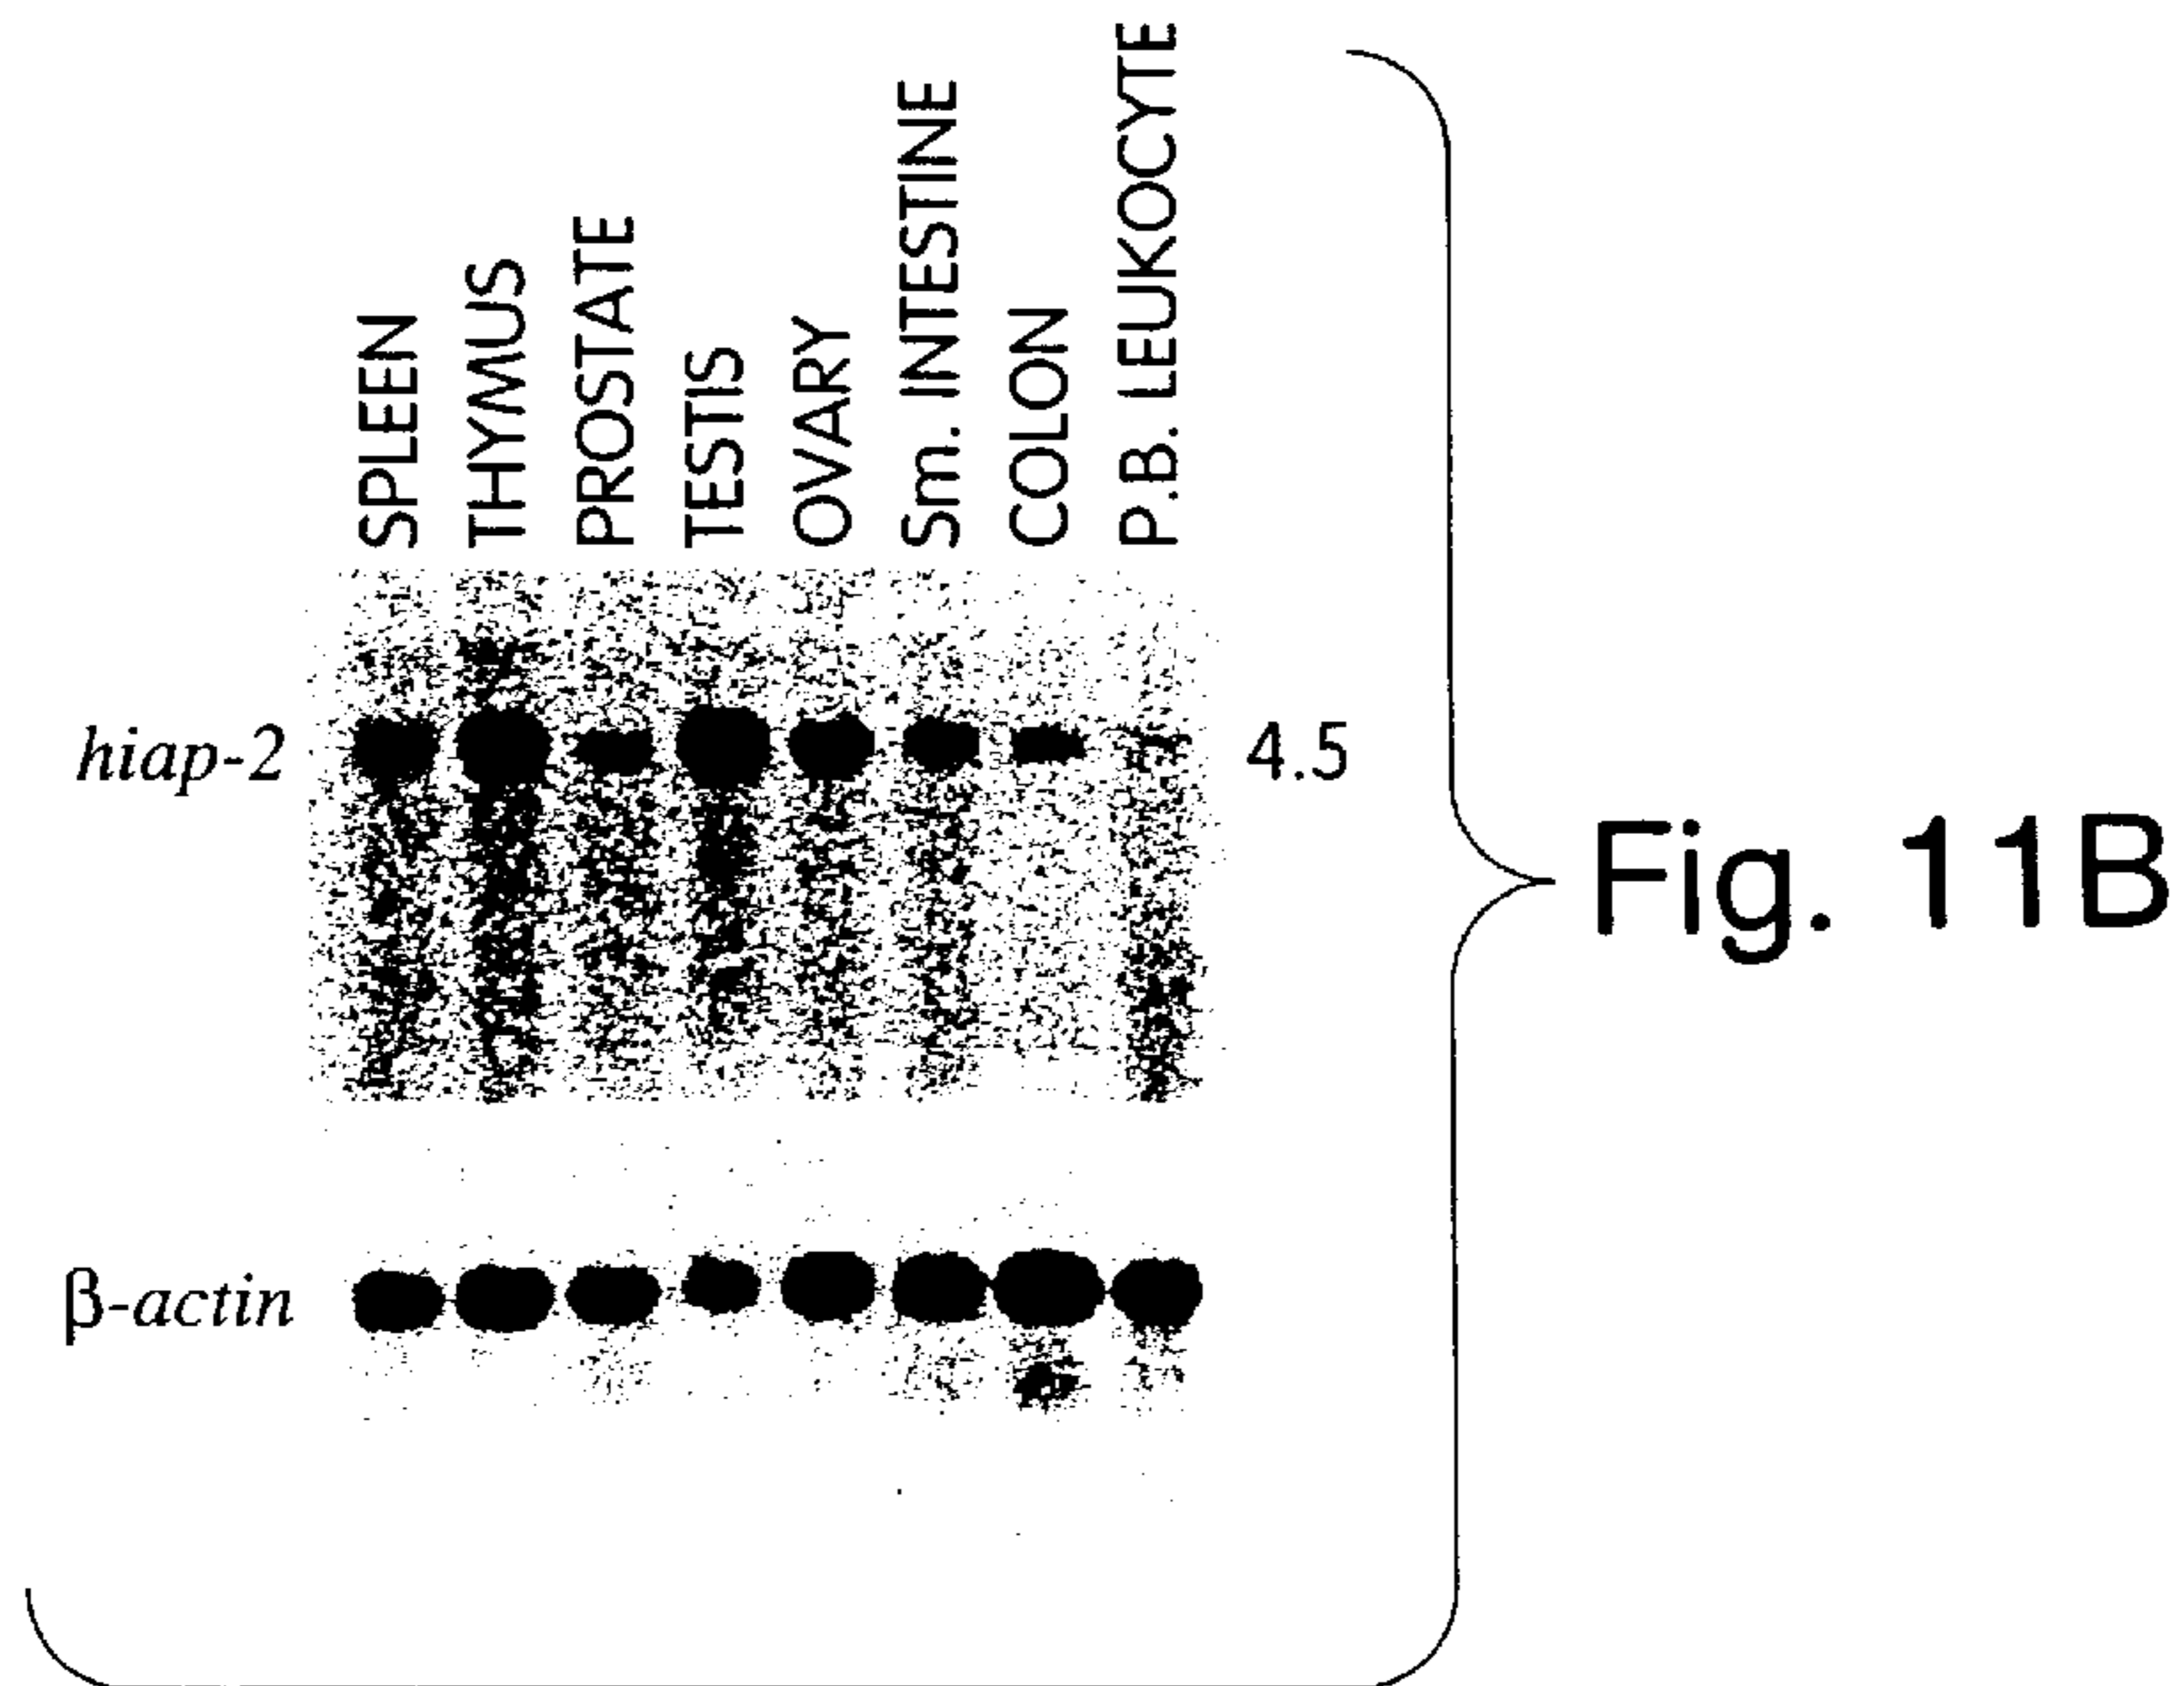 SPLEEN
THYMUS
PROSTATE
TESTIS
OVARY
Sm. INTESTINE
COLON
P.B. LEUKOCYTE
hiap-2
4.5
β-actin
Fig. 11B